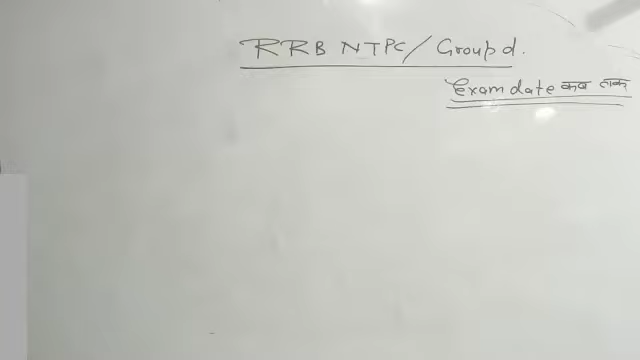 RRB NTPC/Group d.
Exam date कब तक